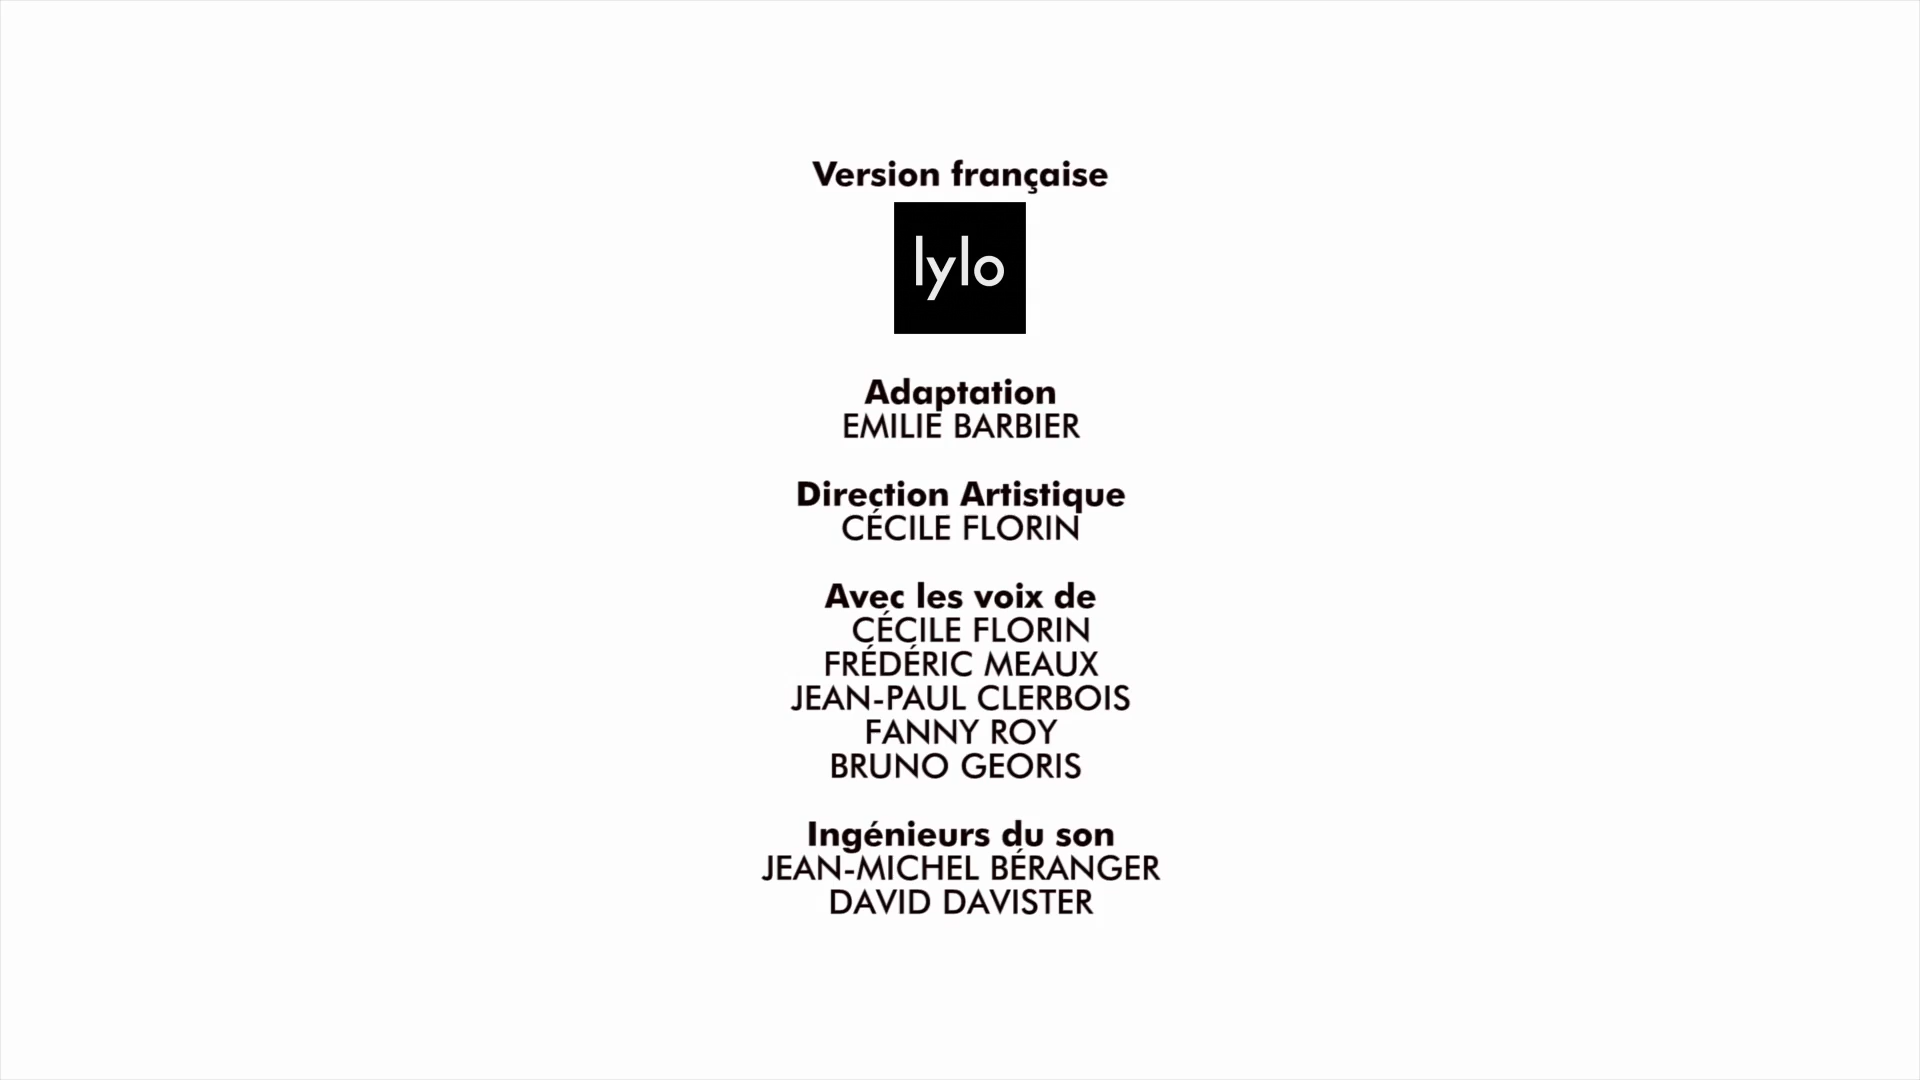 Version française
lylo
Adaptation
EMILIE BARBIER
Direction Artistique
CÉCILE FLORIN
Avec les voix de
CÉCILE FLORIN
FRÉDÉRIC MEAUX
JEAN-PAUL CLERBOIS
FANNY ROY
BRUNO GEORIS
Ingénieurs du son
JEAN-MICHEL BÉRANGER
DAVID DAVISTER